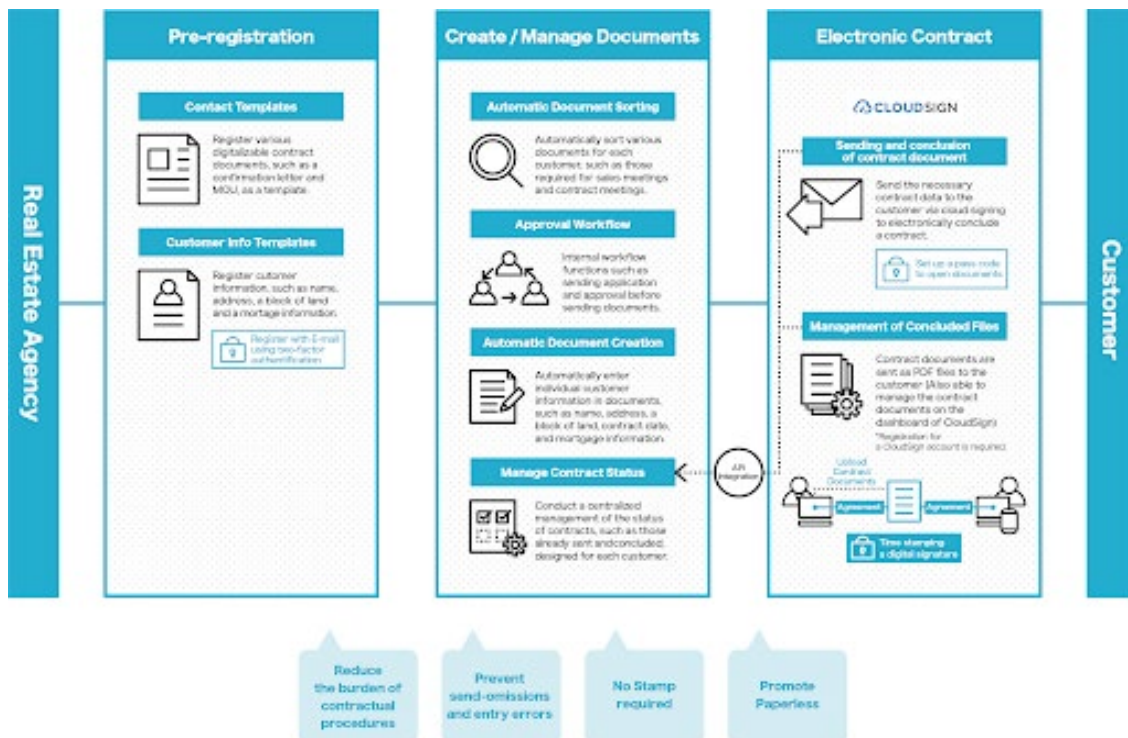 Real Estate Agency
Pre-registration
Contact Templates
Register various
digitalizable contract
documents, such as a
confirmation letter and
MOU, as a template.
Customer Info Templates
Register cutomer
information, such as name,
address, a block of land
and a mortage information.
Register with E-mail
using two-factor
authentification
Create / Manage Documents
Automatic Document Sorting
Automatically sort various
documents for each
customer, such as those
required for sales meetings
and contract meetings.
Approval Workflow
Internal workflow
functions such as
sending application
and approval before
sending documents.
Automatic Document Creation
Automatically enter
individual customer
information in documents,
such as name, address, a
block of land, contract date,
and mortgage information.
Manage Contract Status
Conduct a centralized
management of the status
of contracts, such as those
already sent andconcluded,
designed for each customer.
API
Integration
Electronic Contract
CLOUDSIGN
Sending and conclusion
of contract document
Send the necessary
contract data to the
customer via cloud signing
to electronically conclude
a contract.
Set up a pass code
to open documents
Management of Concluded Files
Contract documents are
sent as PDF files to the
customer (Also able to
manage the contract
documents on the
dashboard of CloudSign)
*Registration for
a CloudSign account is required.
Upload
Contract
Documents
Agreement
Agreement
Time stamping
a digital signature
Customer
Reduce
the burden of
contractual
procedures
Prevent
send-omissions
and entry errors
No Stamp
required
Promote
Paperless